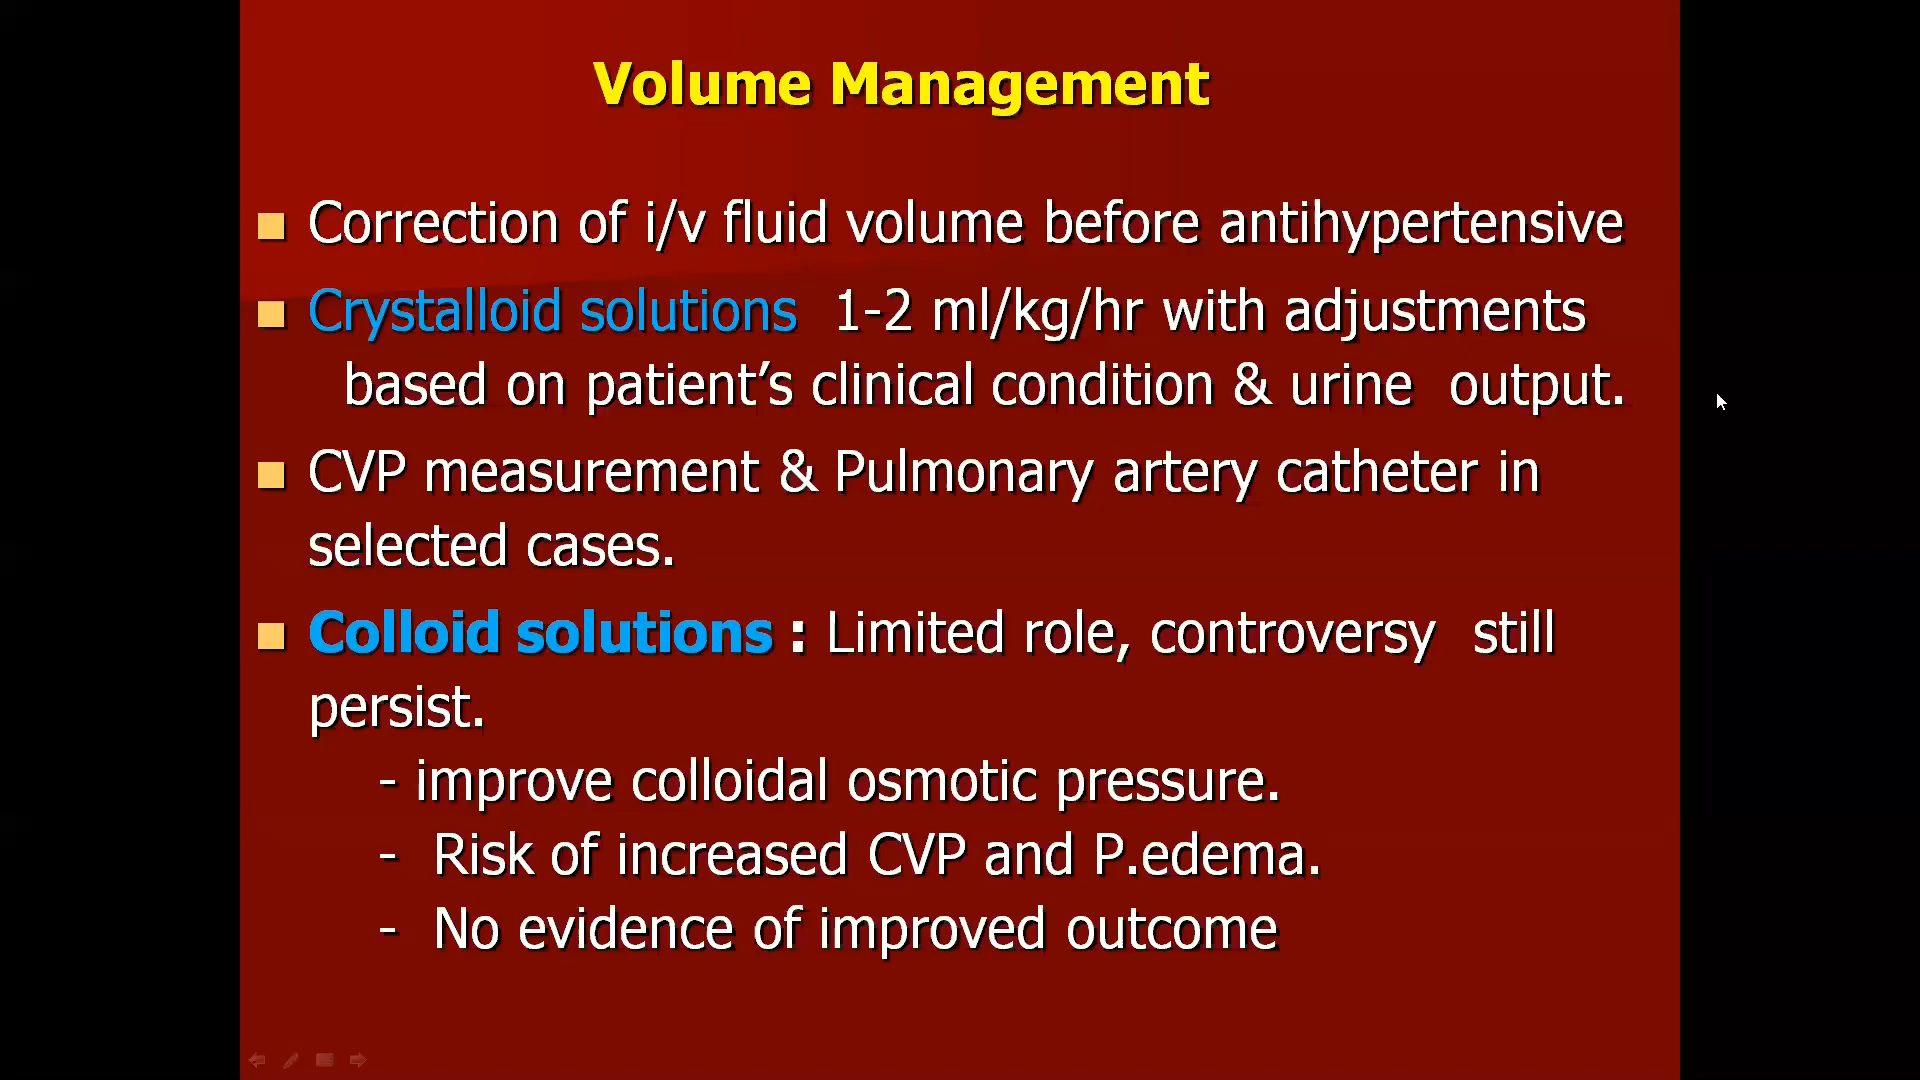 Volume Management
Correction of i/v fluid volume before antihypertensive
Crystalloid solutions 1-2 ml/kg/hr with adjustments
based on patient’s clinical condition & urine output.
CVP measurement & Pulmonary artery catheter in
selected cases.
Colloid solutions : Limited role, controversy still
persist.
- improve colloidal osmotic pressure.
- Risk of increased CVP and P.edema.
- No evidence of improved outcome